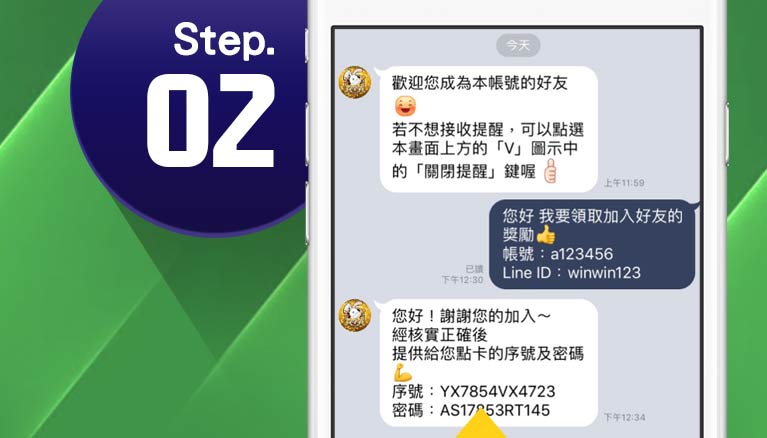 Step.
02
今天
歡迎您成為本帳號的好友
若不想接收提醒，可以點選
本畫面上方的「V」圖示中
的「關閉提醒」鍵喔
上午11:59
您好 我要領取加入好友的
獎勵
帳號：a123456
Line ID：winwin123
已讀
下午12:30
您好！謝謝您的加入～
經核實正確後
提供給您點卡的序號及密碼
序號：YX7854VX4723
密碼：AS17853RT145
下午12:34